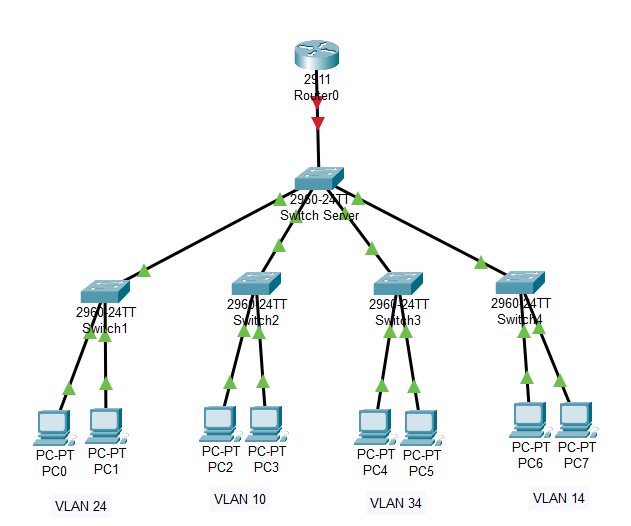 2911
Router0
2960-24TT
Switch Server
2960-24TT
Switch1
2960-24TT
Switch2
2960-24TT
Switch3
2960-24TT
Switch4
PC-PT
PC0
PC-PT
PC1
PC-PT
PC2
PC-PT
PC3
PC-PT
PC4
PC-PT
PC5
PC-PT
PC6
PC-PT
PC7
VLAN 24
VLAN 10
VLAN 34
VLAN 14